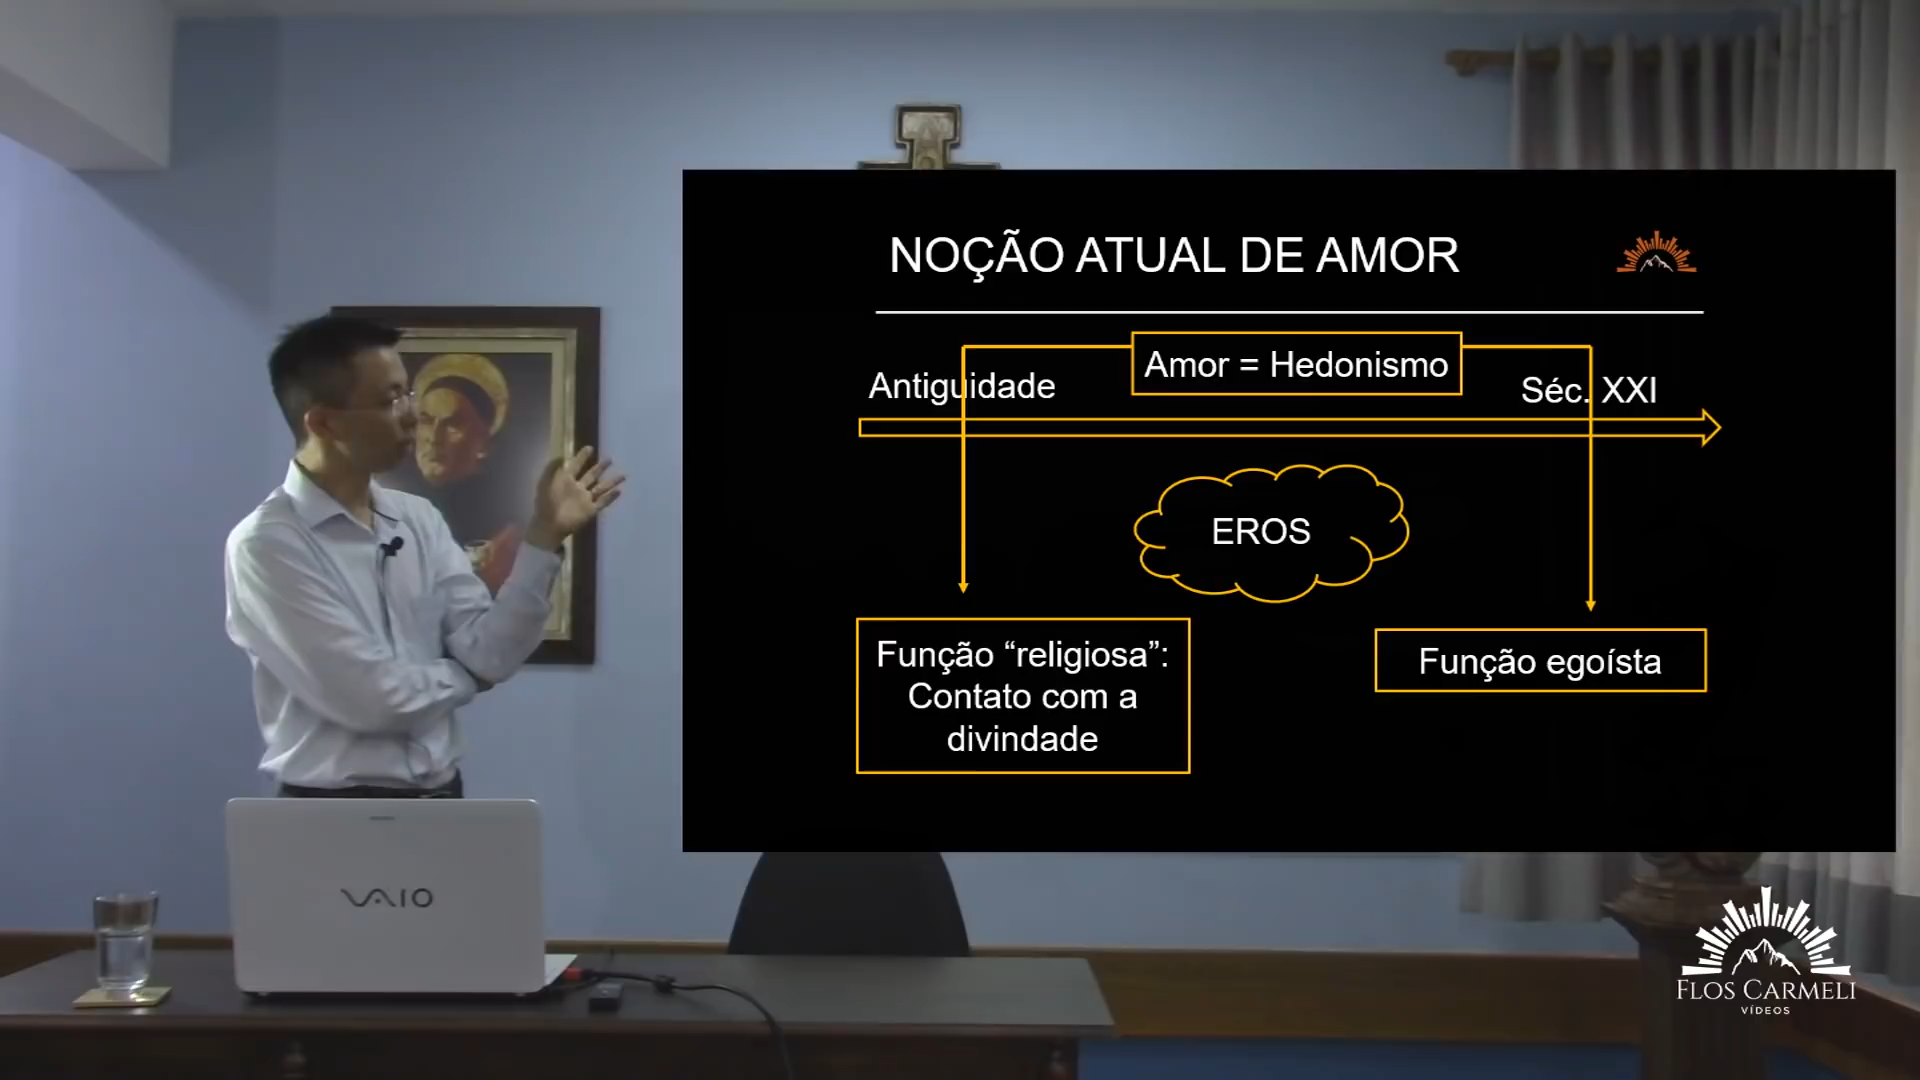 NOÇÃO ATUAL DE AMOR
Amor = Hedonismo
Antiguidade
Séc. XXI
EROS
Função “religiosa”:
Contato com a
divindade
Função egoísta
VAIO
FLOS CARMELI
VÍDEOS